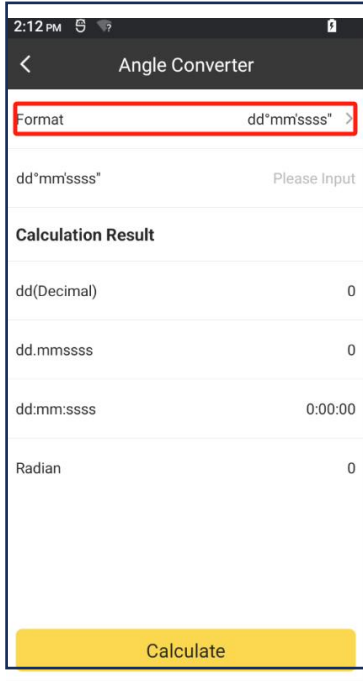 2:12 PM
Angle Converter
Format dd°mm'ssss" >
dd°mm'ssss" Please Input
Calculation Result
dd(Decimal) 0
dd.mmssss 0
dd:mm:ssss 0:00:00
Radian 0
Calculate